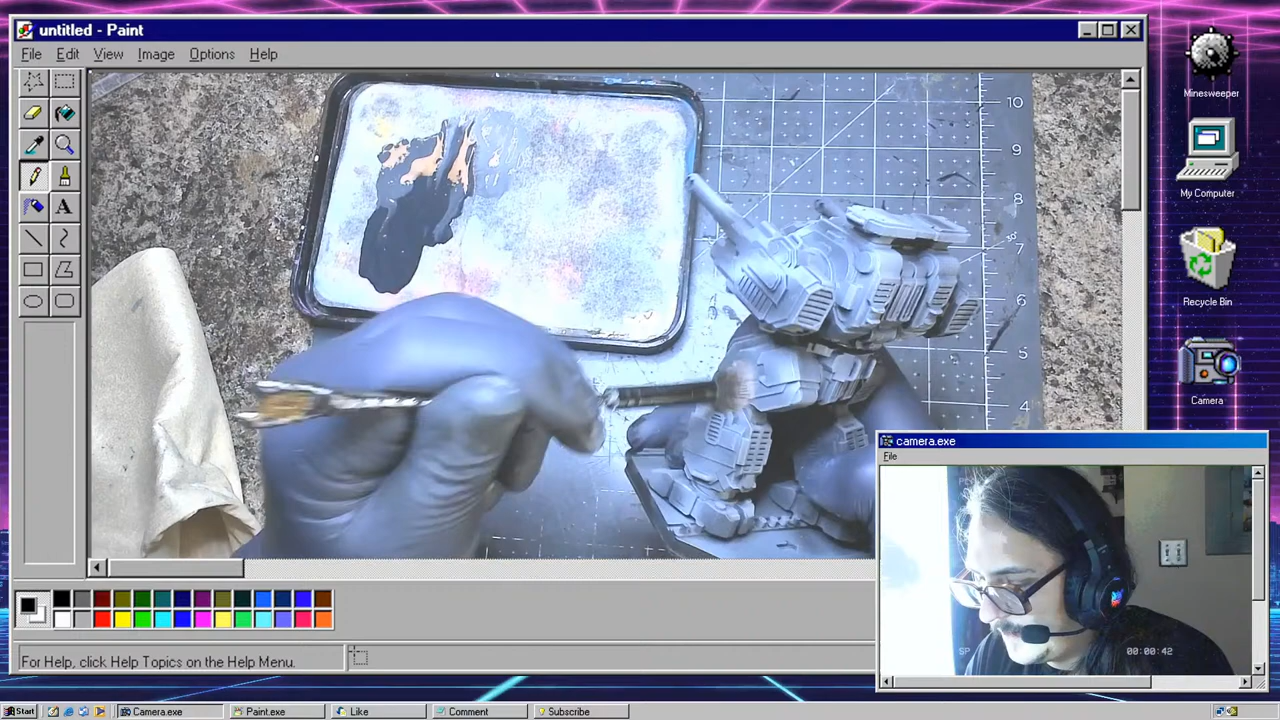 untitled - Paint
File Edit View Image Options Help
10
9
8
7
6
5
4
For Help, click Help Topics on the Help Menu.
Minesweeper
My Computer
Recycle Bin
Camera
camera.exe
File
SP
00:00:42
Start
Camera.exe
Paint.exe
Like
Comment
Subscribe